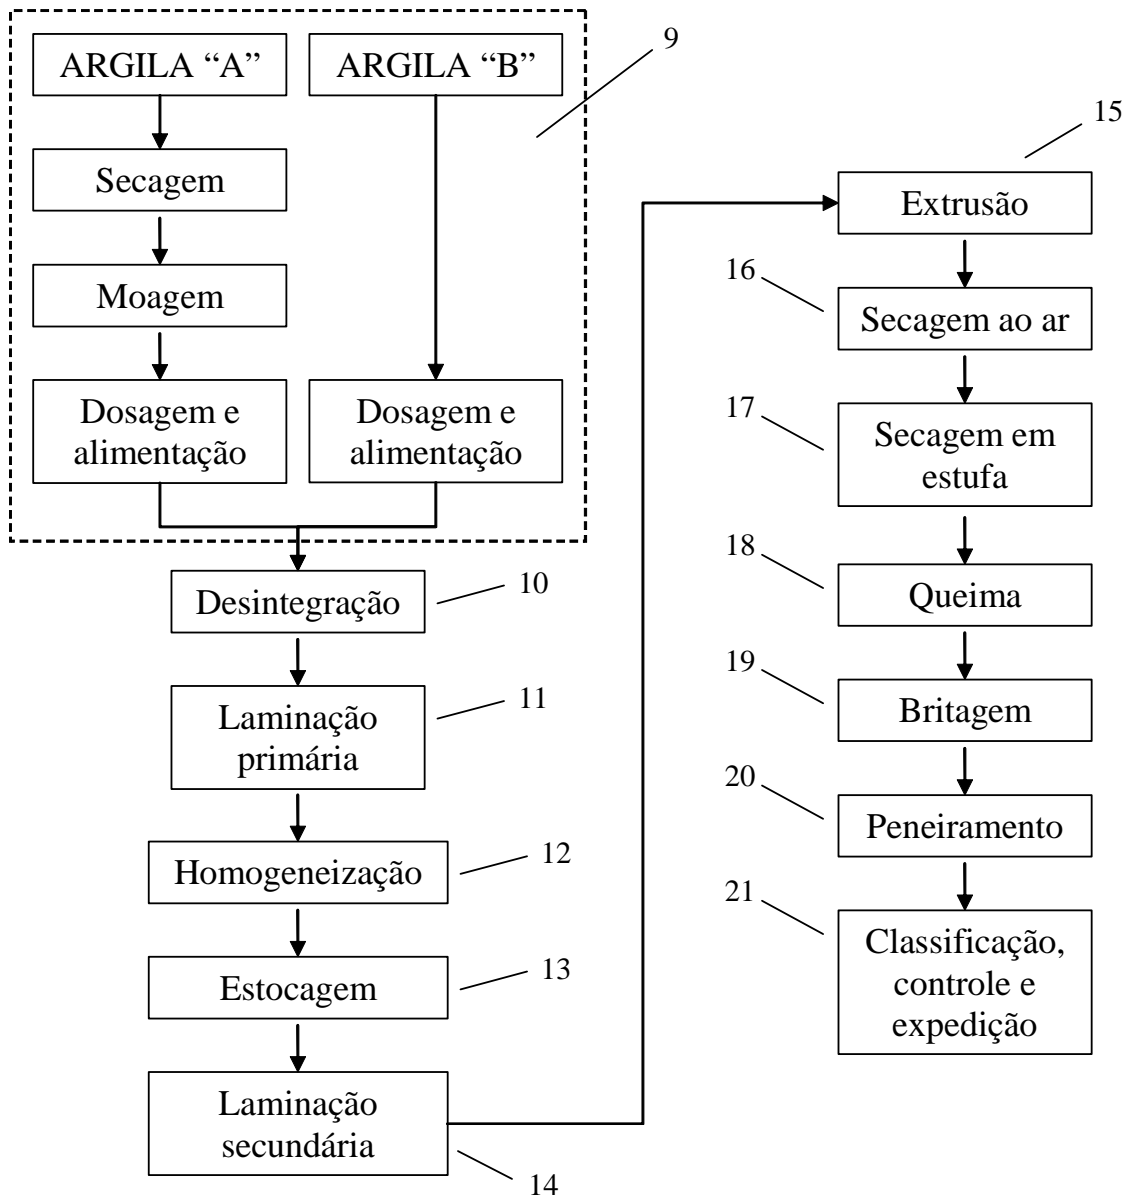 ARGILA “A”
ARGILA “B”
9
Secagem
Moagem
Dosagem e
alimentação
Dosagem e
alimentação
Desintegração
10
Laminação
primária
11
Homogeneização
12
Estocagem
13
Laminação
secundária
14
15
Extrusão
16
Secagem ao ar
17
Secagem em
estufa
18
Queima
19
Britagem
20
Peneiramento
21
Classificação,
controle e
expedição